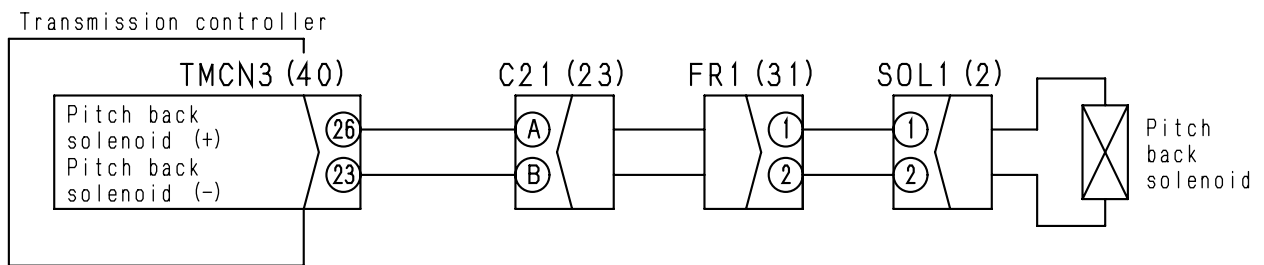 Transmission controller
TMCN3 (40)
C21 (23)
FR1 (31)
SOL1 (2)
Pitch back
solenoid (+)
Pitch back
solenoid (-)
26
23
A
B
1
2
1
2
Pitch
back
solenoid